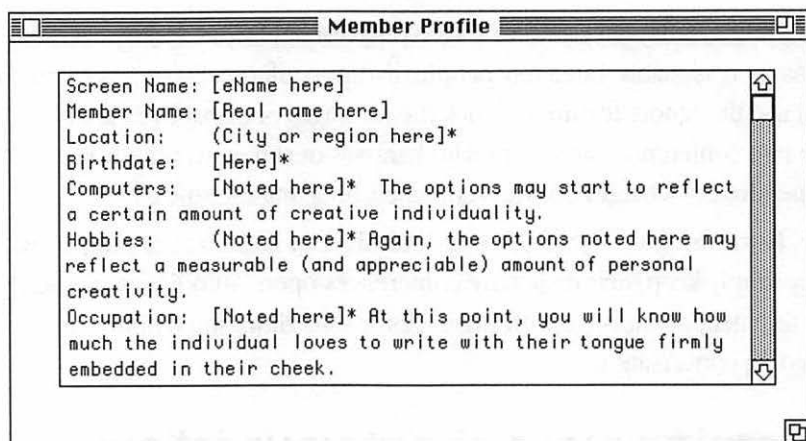 Member Profile
Screen Name: [eName here]
Member Name: [Real name here]
Location: (City or region here]*
Birthdate: [Here]*
Computers: [Noted here]* The options may start to reflect
a certain amount of creative individuality.
Hobbies: (Noted here]* Again, the options noted here may
reflect a measurable (and appreciable) amount of personal
creativity.
Occupation: [Noted here]* At this point, you will know how
much the individual loves to write with their tongue firmly
embedded in their cheek.